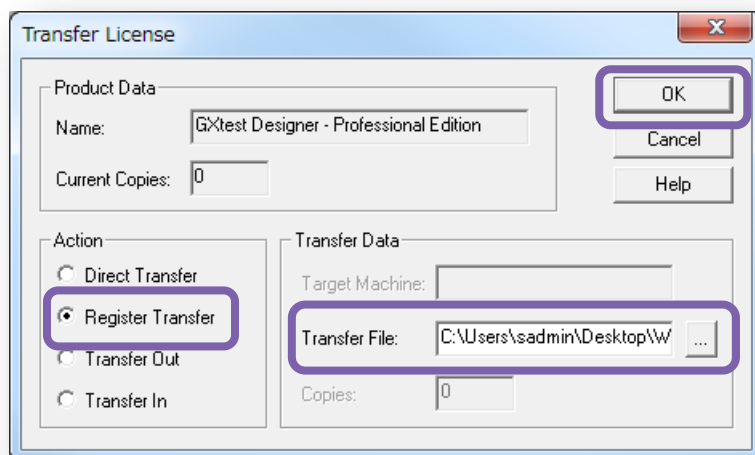 Transfer License
Product Data
Name: GXtest Designer - Professional Edition
Current Copies: 0
OK
Cancel
Help
Action
Direct Transfer
Register Transfer
Transfer Out
Transfer In
Transfer Data
Target Machine:
Transfer File: C:\Users\sadmin\Desktop\W ...
Copies: 0